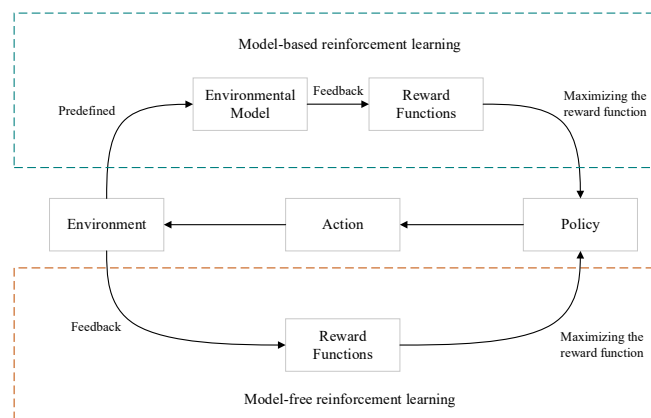 Model-based reinforcement learning
Predefined
Environmental
Model
Feedback
Reward
Functions
Maximizing the
reward function
Environment
Action
Policy
Feedback
Reward
Functions
Maximizing the
reward function
Model-free reinforcement learning